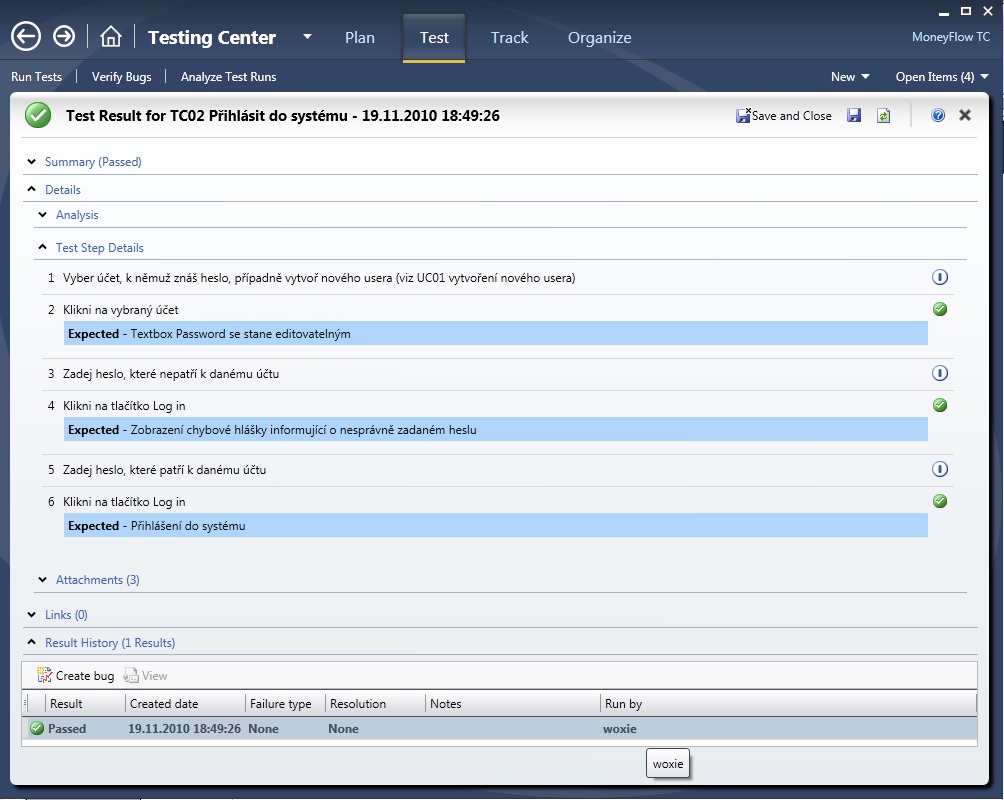 Testing Center Plan Test Track Organize MoneyFlow TC
Run Tests Verify Bugs Analyze Test Runs New Open Items (4)
Test Result for TC02 Přihlásit do systému - 19.11.2010 18:49:26 Save and Close
Summary (Passed)
Details
Analysis
Test Step Details
1 Vyber účet, k němuž znáš heslo, případně vytvoř nového usera (viz UC01 vytvoření nového usera)
2 Klikni na vybraný účet
Expected - Textbox Password se stane editovatelným
3 Zadej heslo, které nepatří k danému účtu
4 Klikni na tlačítko Log in
Expected - Zobrazení chybové hlášky informující o nesprávně zadaném heslu
5 Zadej heslo, které patří k danému účtu
6 Klikni na tlačítko Log in
Expected - Přihlášení do systému
Attachments (3)
Links (0)
Result History (1 Results)
Create bug View
Result Created date Failure type Resolution Notes Run by
Passed 19.11.2010 18:49:26 None None woxie
woxie